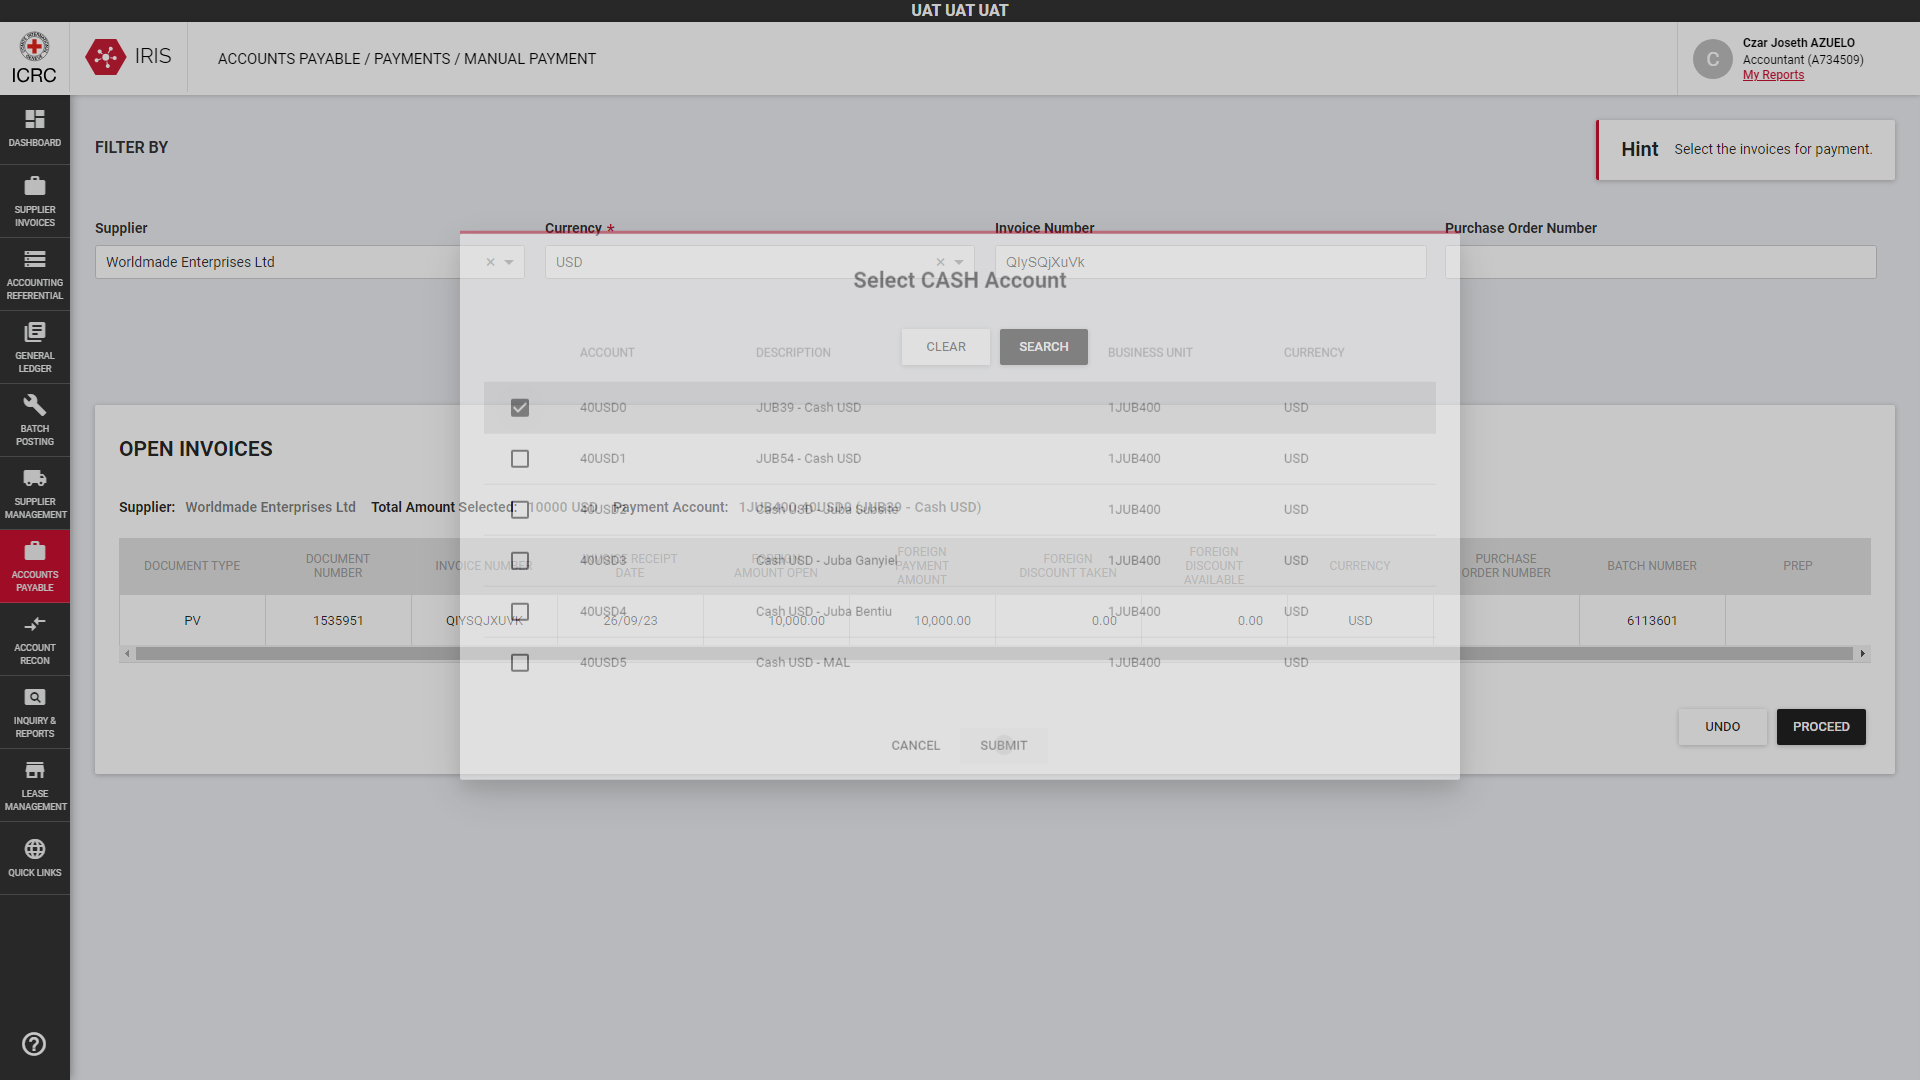 UAT UAT UAT
ICRC
IRIS
ACCOUNTS PAYABLE / PAYMENTS / MANUAL PAYMENT
C
Czar Joseth AZUELO
Accountant (A734509)
My Reports
DASHBOARD
SUPPLIER
INVOICES
ACCOUNTING
REFERENTIAL
GENERAL
LEDGER
BATCH
POSTING
SUPPLIER
MANAGEMENT
ACCOUNTS
PAYABLE
ACCOUNT
RECON
INQUIRY &
REPORTS
LEASE
MANAGEMENT
QUICK LINKS
FILTER BY
Hint Select the invoices for payment.
Supplier Currency * Invoice Number Purchase Order Number
Worldmade Enterprises Ltd USD QIySQjXuVk
CLEAR SEARCH
OPEN INVOICES
Supplier: Worldmade Enterprises Ltd Total Amount Selected: 10000 USD Payment Account: 1JUB400.40USD0 (JUB39 - Cash USD)
DOCUMENT TYPE DOCUMENT NUMBER INVOICE NUMBER INVOICE RECEIPT DATE FOREIGN AMOUNT OPEN FOREIGN PAYMENT AMOUNT FOREIGN DISCOUNT TAKEN FOREIGN DISCOUNT AVAILABLE CURRENCY PURCHASE ORDER NUMBER BATCH NUMBER PREP
PV 1535951 QIYSQJXUVK 26/09/23 10,000.00 10,000.00 0.00 0.00 USD 6113601
UNDO PROCEED
Select CASH Account
ACCOUNT DESCRIPTION BUSINESS UNIT CURRENCY
40USD0 JUB39 - Cash USD 1JUB400 USD
40USD1 JUB54 - Cash USD 1JUB400 USD
40USD2 Cash USD - Juba Subsite 1JUB400 USD
40USD3 Cash USD - Juba Ganyiel 1JUB400 USD
40USD4 Cash USD - Juba Bentiu 1JUB400 USD
40USD5 Cash USD - MAL 1JUB400 USD
CANCEL SUBMIT